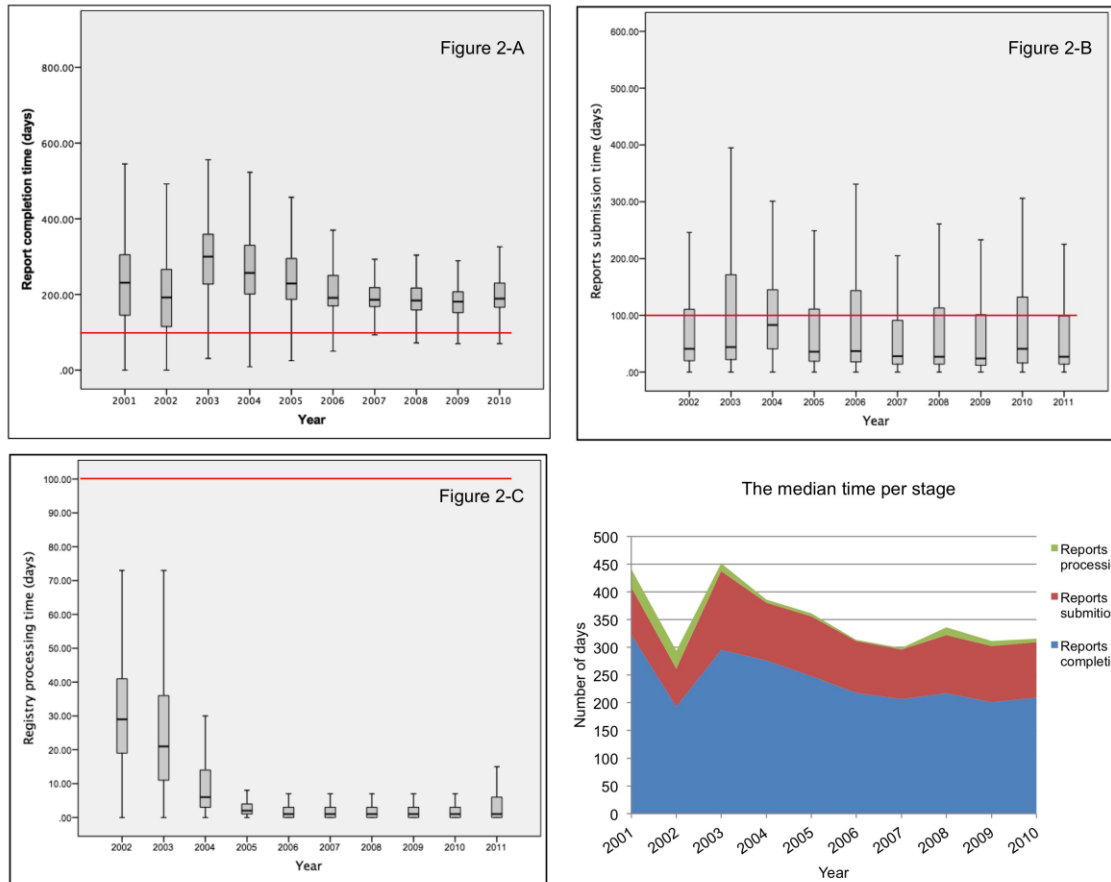 Figure 2-A
Report completion time (days)
800.00
600.00
400.00
200.00
.00
2001 2002 2003 2004 2005 2006 2007 2008 2009 2010
Year
Figure 2-B
Reports submission time (days)
600.00
500.00
400.00
300.00
200.00
100.00
.00
2002 2003 2004 2005 2006 2007 2008 2009 2010 2011
Year
Figure 2-C
Registry processing time (days)
100.00
90.00
80.00
70.00
60.00
50.00
40.00
30.00
20.00
10.00
.00
2002 2003 2004 2005 2006 2007 2008 2009 2010 2011
Year
The median time per stage
Number of days
500
450
400
350
300
250
200
150
100
50
0
2001 2002 2003 2004 2005 2006 2007 2008 2009 2010
Year
Reports
processi
Reports
submitio
Reports
completi